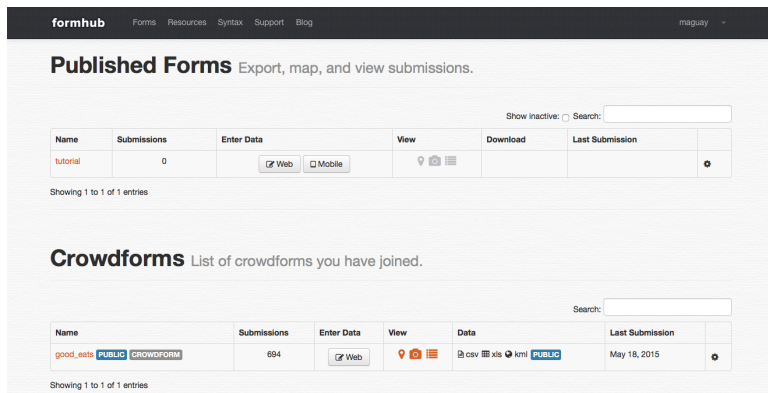 formhub Forms Resources Syntax Support Blog maguay
Published Forms Export, map, and view submissions.
Show inactive: Search:
Name Submissions Enter Data View Download Last Submission
tutorial 0 Web Mobile
Showing 1 to 1 of 1 entries
Crowdforms List of crowdforms you have joined.
Search:
Name Submissions Enter Data View Data Last Submission
good_eats PUBLIC CROWDFORM 694 Web csv xls kml PUBLIC May 18, 2015
Showing 1 to 1 of 1 entries